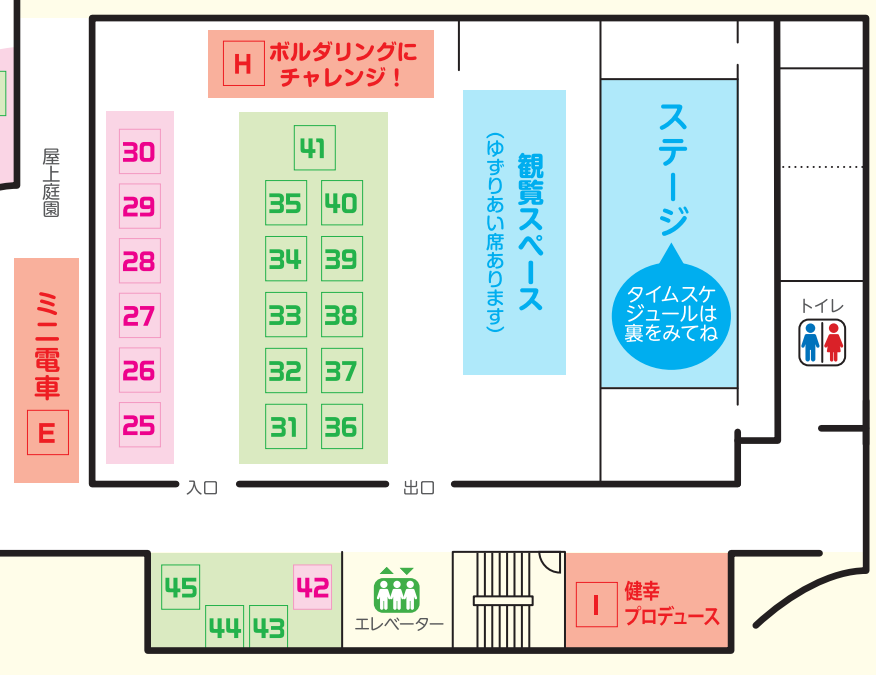 H
ボルダリングに
チャレンジ！
屋上庭園
ミニ電車
E
30
29
28
27
26
25
41
35
40
34
39
33
38
32
37
31
36
観覧スペース
（ゆずりあい席あります）
ステージ
タイムスケ
ジュールは
裏をみてね
トイレ
入口
出口
45
42
44
43
エレベーター
I
健幸
プロデュース